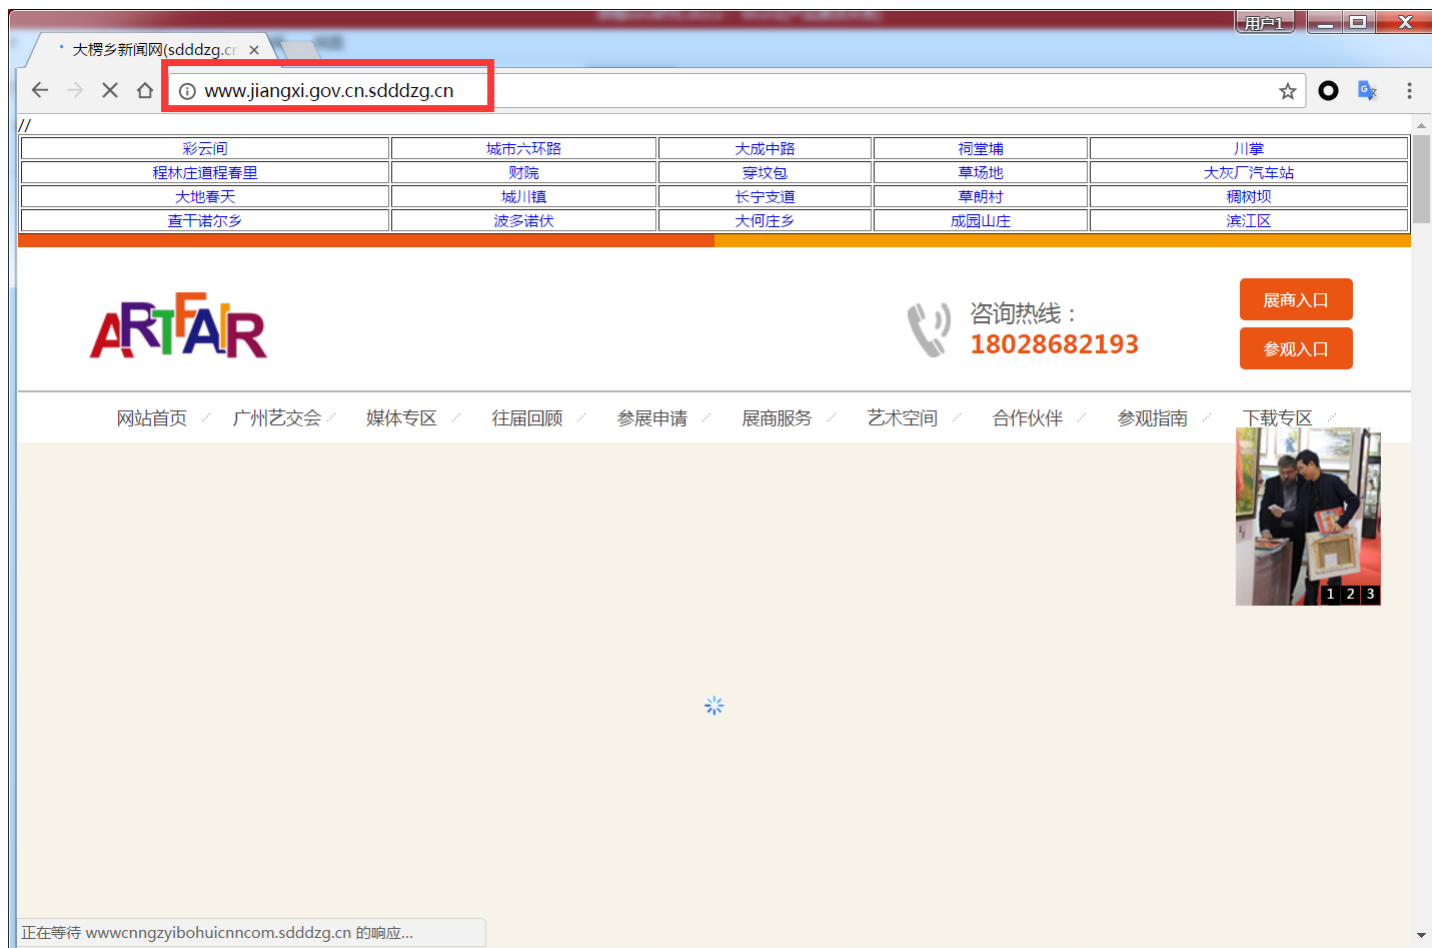 用户1
大楞乡新闻网(sdddzg.cn
www.jiangxi.gov.cn.sdddzg.cn
//
彩云间 城市六环路 大成中路 祠堂埔 川掌
程林庄道程春里 财院 穿坟包 草场地 大灰厂汽车站
大地春天 城川镇 长宁支道 草朗村 稠树坝
查干诺尔乡 波多诺伏 大何庄乡 成园山庄 滨江区
ARTFAIR
咨询热线：
18028682193
展商入口
参观入口
网站首页 广州艺交会 媒体专区 往届回顾 参展申请 展商服务 艺术空间 合作伙伴 参观指南 下载专区
1 2 3
正在等待 wwwcnngzyibohuicnncom.sdddzg.cn 的响应...